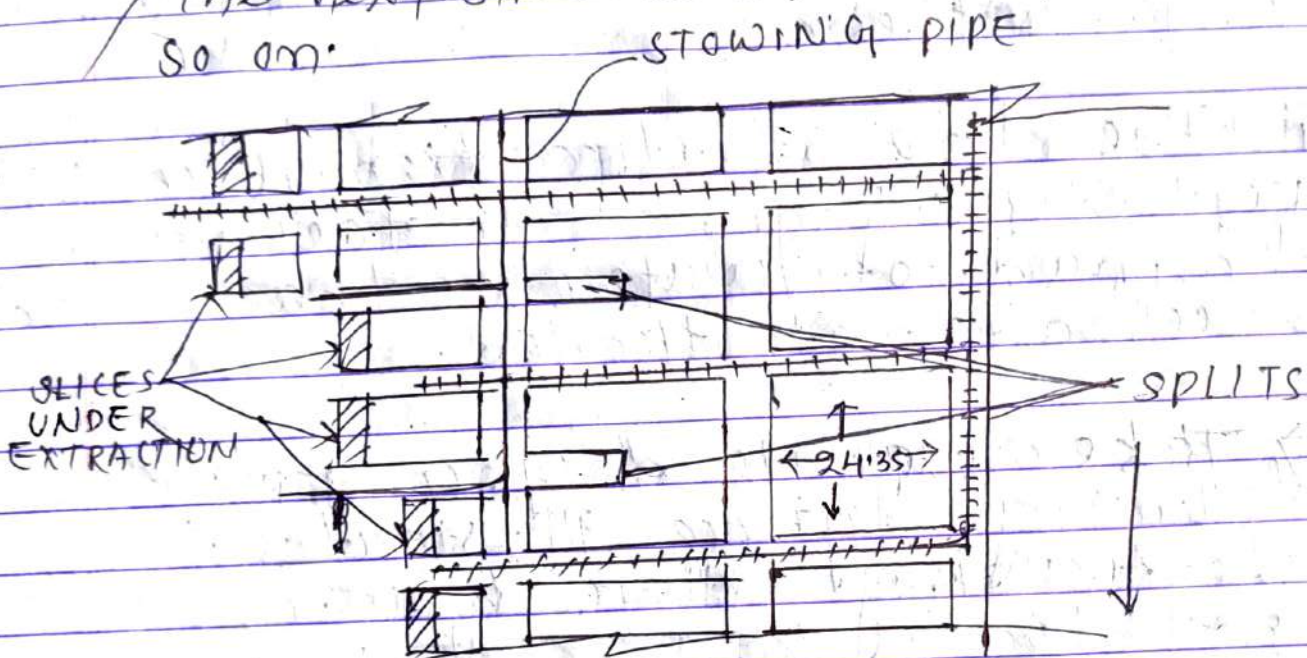 so on.
STOWING PIPE
SLICES
UNDER
EXTRACTION
SPLITS
24.35